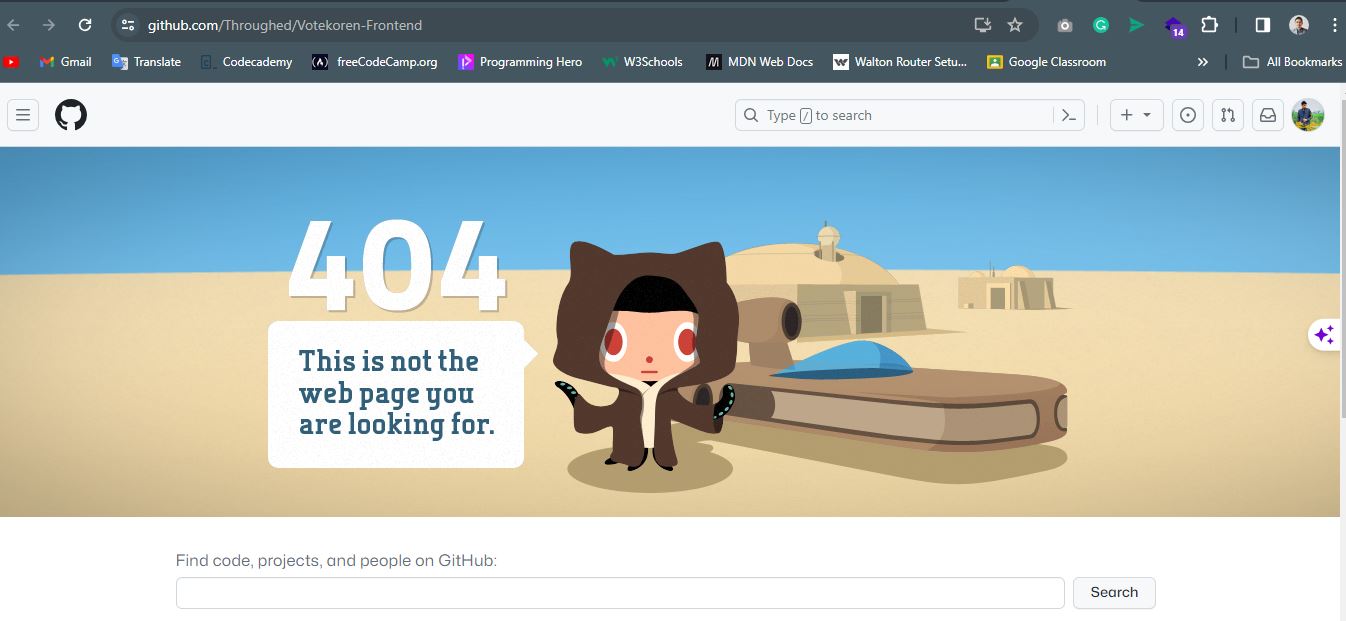 github.com/Throughed/Votekoren-Frontend
14
Gmail Translate Codecademy freeCodeCamp.org Programming Hero W3Schools MDN Web Docs Walton Router Setu... Google Classroom » All Bookmarks
Type / to search
404
This is not the
web page you
are looking for.
Find code, projects, and people on GitHub:
Search